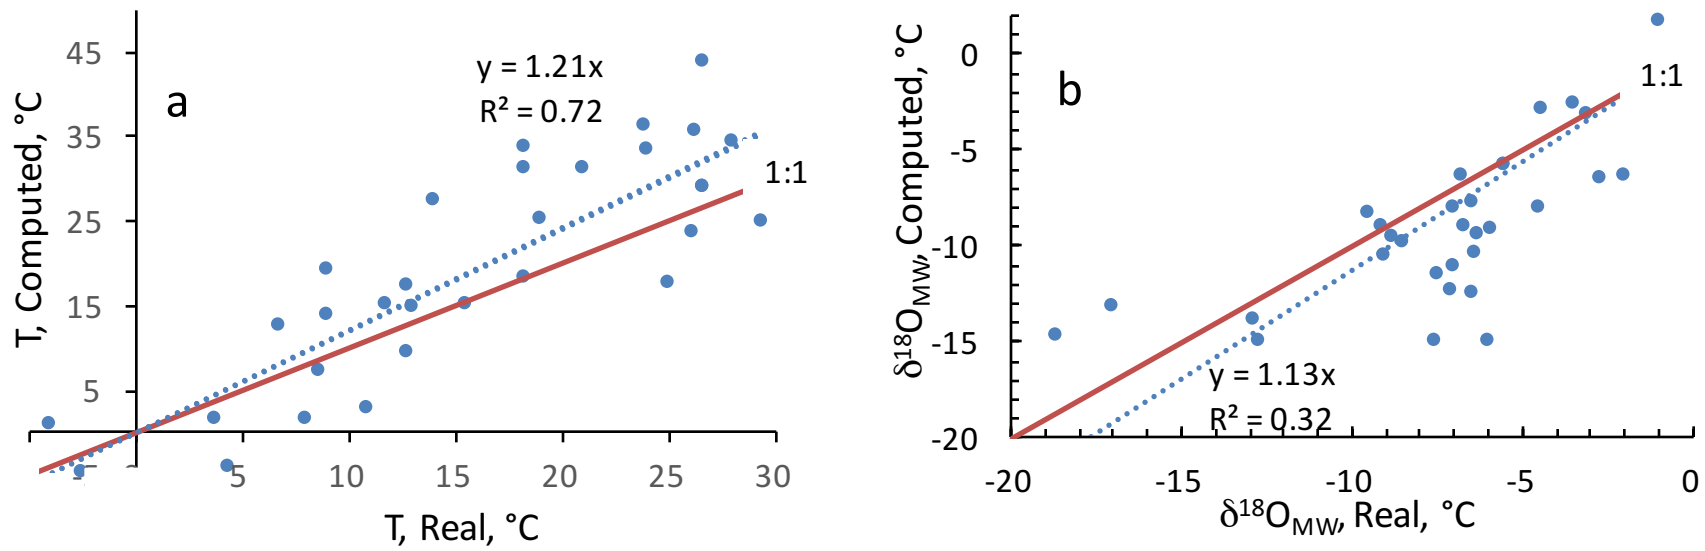 a
y = 1.21x
R² = 0.72
1:1
T, Computed, °C
45
35
25
15
5
5
10
15
20
25
30
T, Real, °C
b
1:1
δ¹⁸O_MW, Computed, °C
0
-5
-10
-15
-20
y = 1.13x
R² = 0.32
-20
-15
-10
-5
0
δ¹⁸O_MW, Real, °C